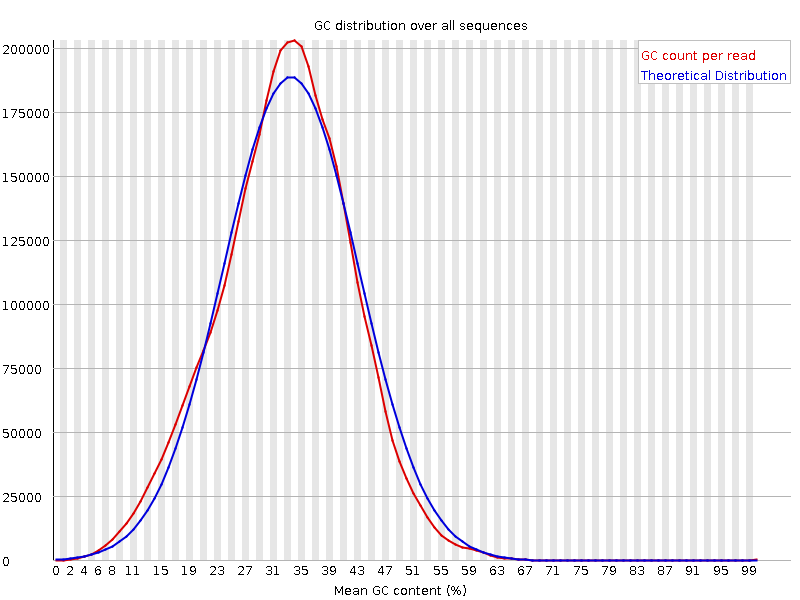 GC distribution over all sequences
GC count per read
Theoretical Distribution
200000
175000
150000
125000
100000
75000
50000
25000
0
0 2 4 6 8 11 15 19 23 27 31 35 39 43 47 51 55 59 63 67 71 75 79 83 87 91 95 99
Mean GC content (%)